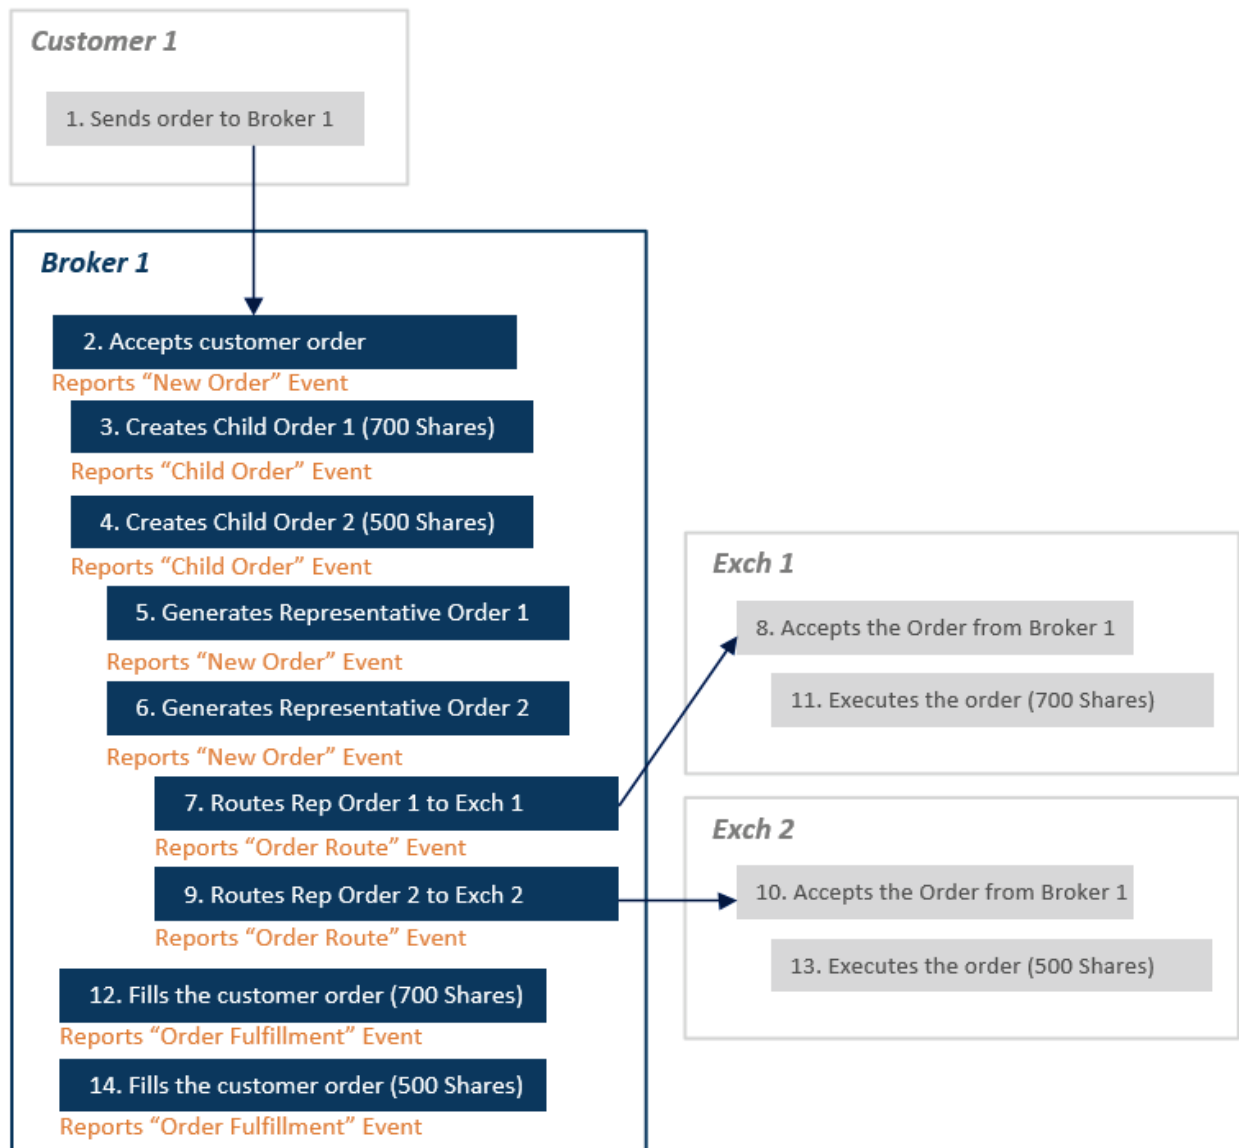 Customer 1
1. Sends order to Broker 1
Broker 1
2. Accepts customer order
Reports “New Order” Event
3. Creates Child Order 1 (700 Shares)
Reports “Child Order” Event
4. Creates Child Order 2 (500 Shares)
Reports “Child Order” Event
5. Generates Representative Order 1
Reports “New Order” Event
6. Generates Representative Order 2
Reports “New Order” Event
7. Routes Rep Order 1 to Exch 1
Reports “Order Route” Event
9. Routes Rep Order 2 to Exch 2
Reports “Order Route” Event
12. Fills the customer order (700 Shares)
Reports “Order Fulfillment” Event
14. Fills the customer order (500 Shares)
Reports “Order Fulfillment” Event
Exch 1
8. Accepts the Order from Broker 1
11. Executes the order (700 Shares)
Exch 2
10. Accepts the Order from Broker 1
13. Executes the order (500 Shares)